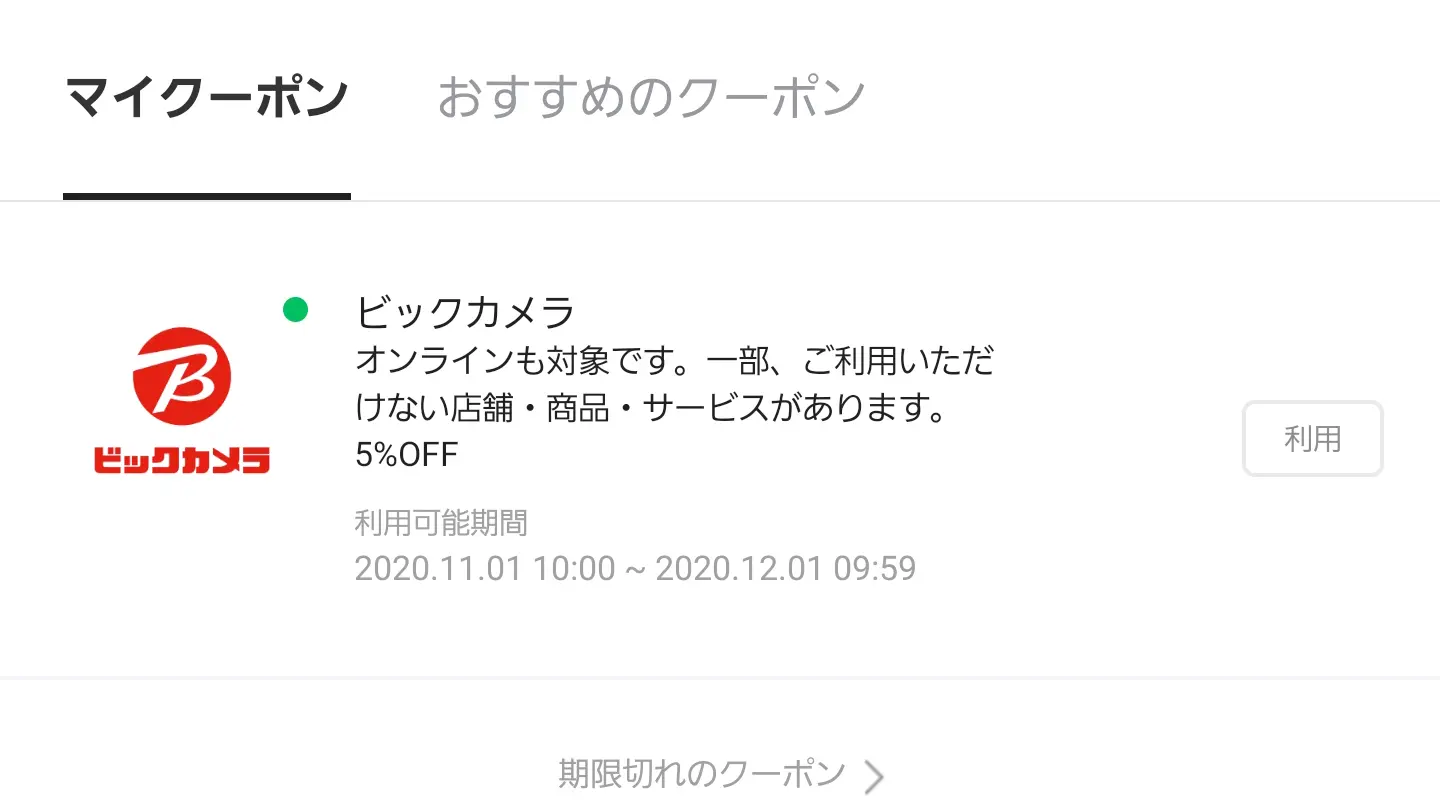 マイクーポン おすすめのクーポン
ビックカメラ
オンラインも対象です。一部、ご利用いただ
けない店舗・商品・サービスがあります。
5%OFF
利用
利用可能期間
2020.11.01 10:00 ~ 2020.12.01 09:59
B
ビックカメラ
期限切れのクーポン